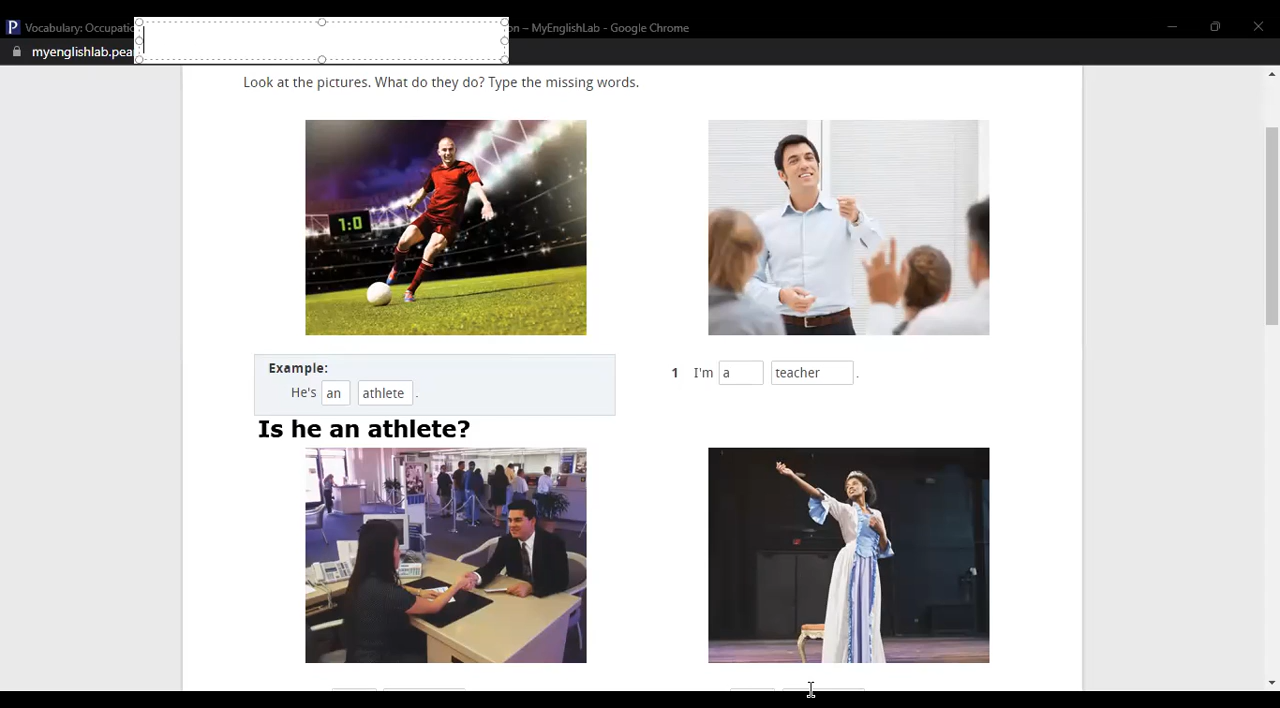 Vocabulary: Occupatio
on – MyEnglishLab - Google Chrome
myenglishlab.pea
Look at the pictures. What do they do? Type the missing words.
1:0
Example:
He's an athlete .
1 I'm a teacher .
Is he an athlete?